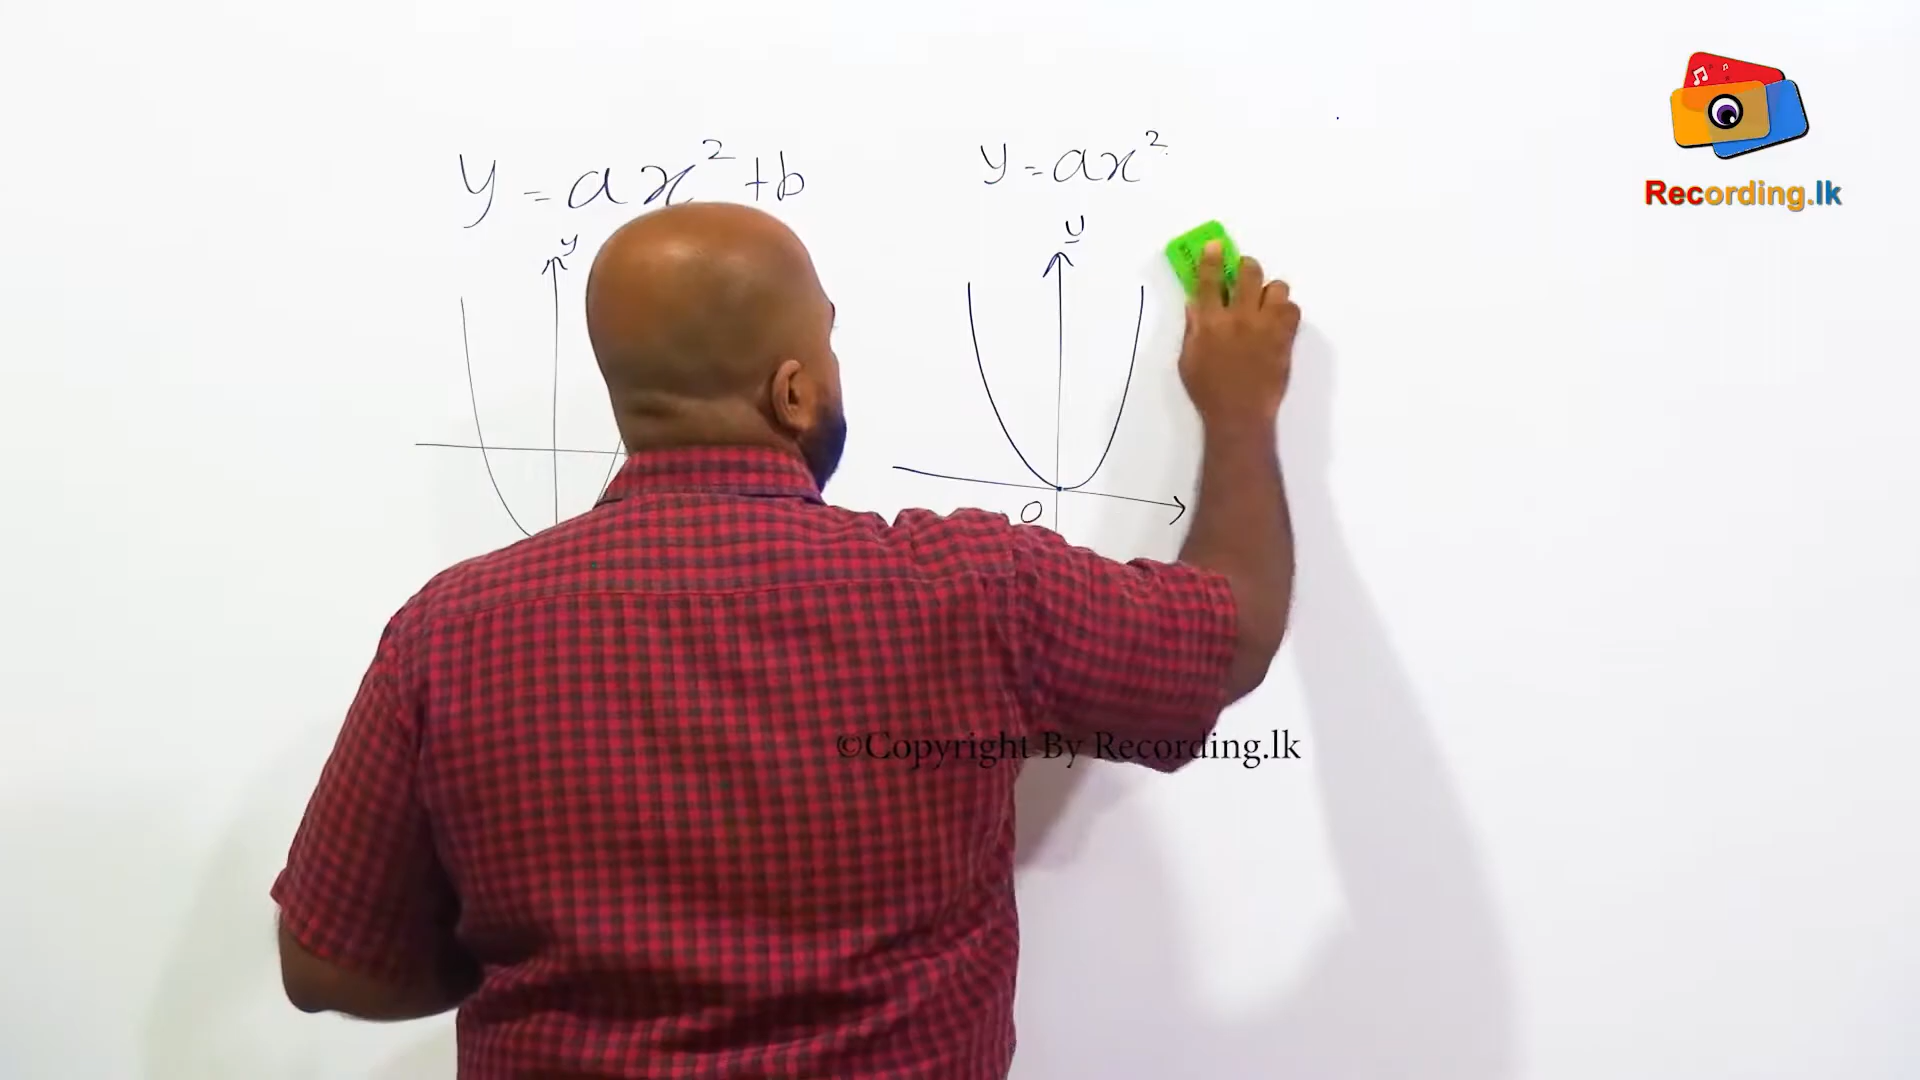 y = ax² + b
y = ax²
y
y
0
Recording.lk
©Copyright By Recording.lk